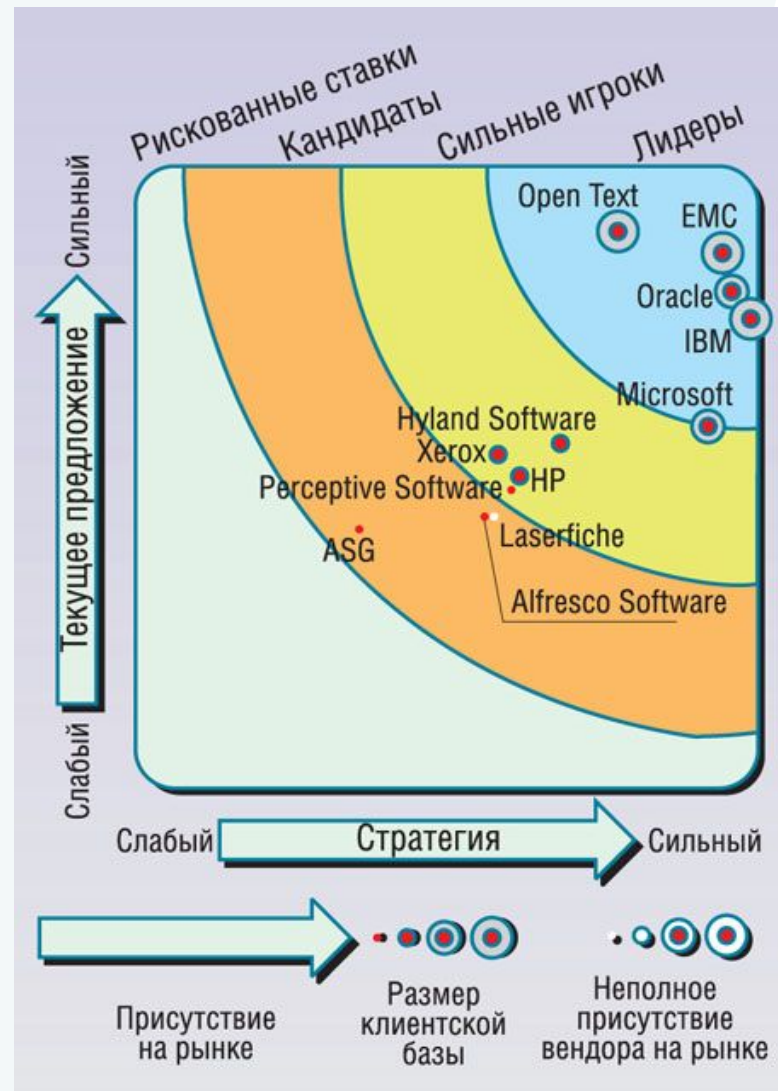 Рискованные ставки
Кандидаты
Сильные игроки
Лидеры
Сильный
Текущее предложение
Слабый
Open Text
EMC
Oracle
IBM
Microsoft
Hyland Software
Xerox
HP
Perceptive Software
ASG
Laserfiche
Alfresco Software
Слабый
Стратегия
Сильный
Присутствие
на рынке
Размер
клиентской
базы
Неполное
присутствие
вендора на рынке